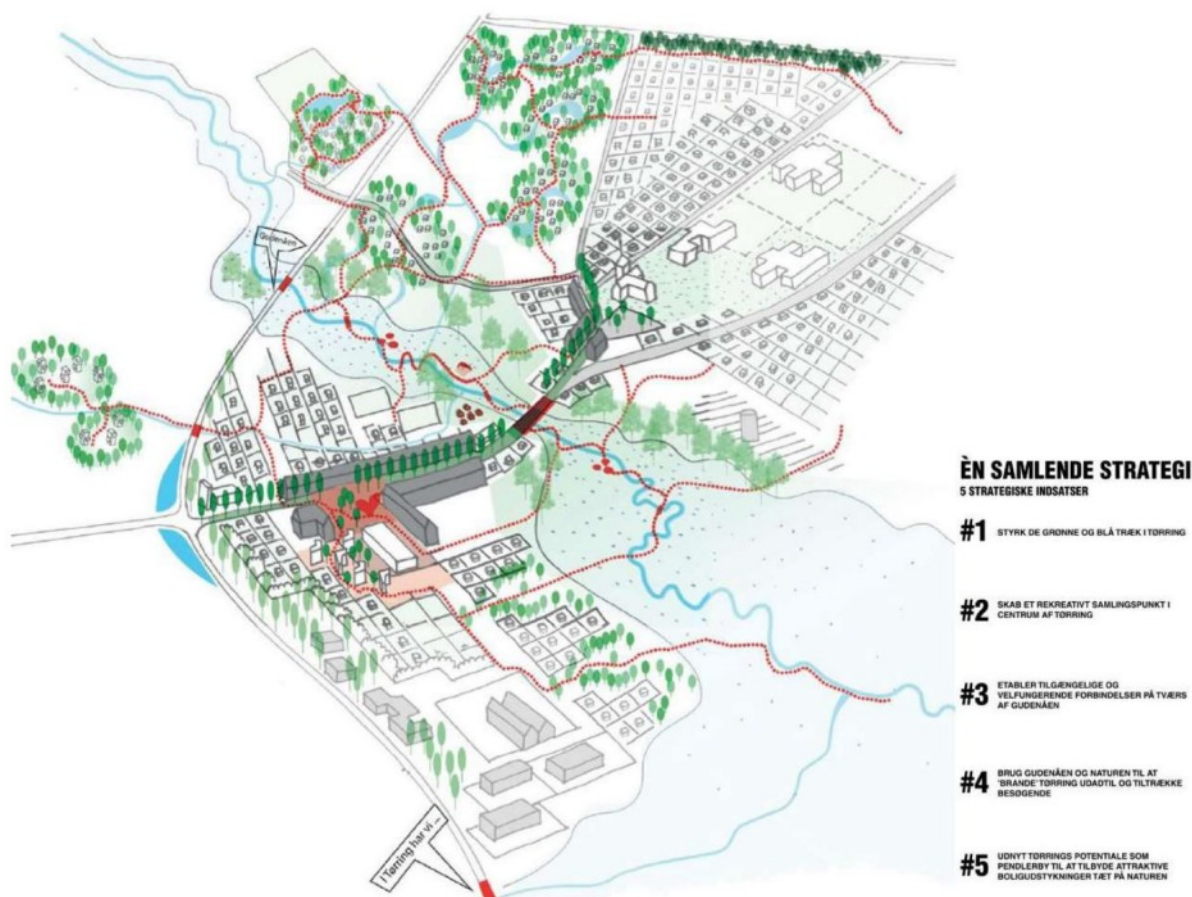 Gudenåen
I Tørring har vi ...
ÈN SAMLENDE STRATEGI
5 STRATEGISKE INDSATSER
#1 STYRK DE GRØNNE OG BLÅ TRÆK I TØRRING
#2 SKAB ET REKREATIVT SAMLINGSPUNKT I
CENTRUM AF TØRRING
#3 ETABLER TILGÆNGELIGE OG
VELFUNGERENDE FORBINDELSER PÅ TVÆRS
AF GUDENÅEN
#4 BRUG GUDENÅEN OG NATUREN TIL AT
'BRANDE' TØRRING UDADTIL OG TILTRÆKKE
BESØGENDE
#5 UDNYT TØRRINGS POTENTIALE SOM
PENDLERBY TIL AT TILBYDE ATTRAKTIVE
BOLIGUDSTYKNINGER TÆT PÅ NATUREN